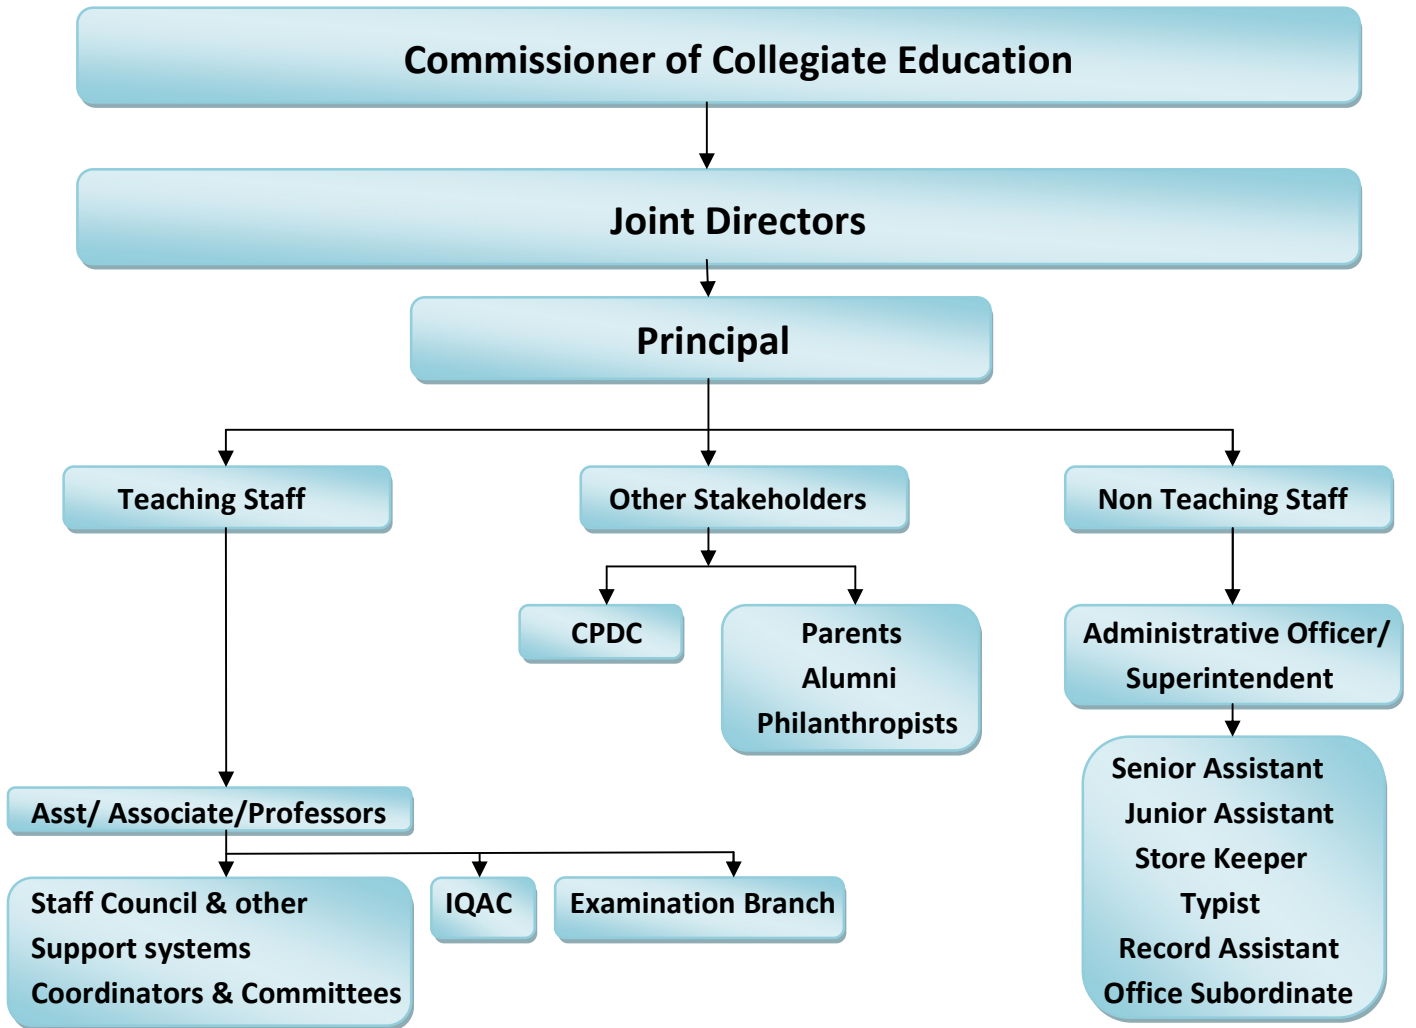 Commissioner of Collegiate Education
Joint Directors
Principal
Teaching Staff
Other Stakeholders
Non Teaching Staff
CPDC
Parents
Alumni
Philanthropists
Administrative Officer/
Superintendent
Senior Assistant
Junior Assistant
Store Keeper
Typist
Record Assistant
Office Subordinate
Asst/ Associate/Professors
Staff Council & other
Support systems
Coordinators & Committees
IQAC
Examination Branch